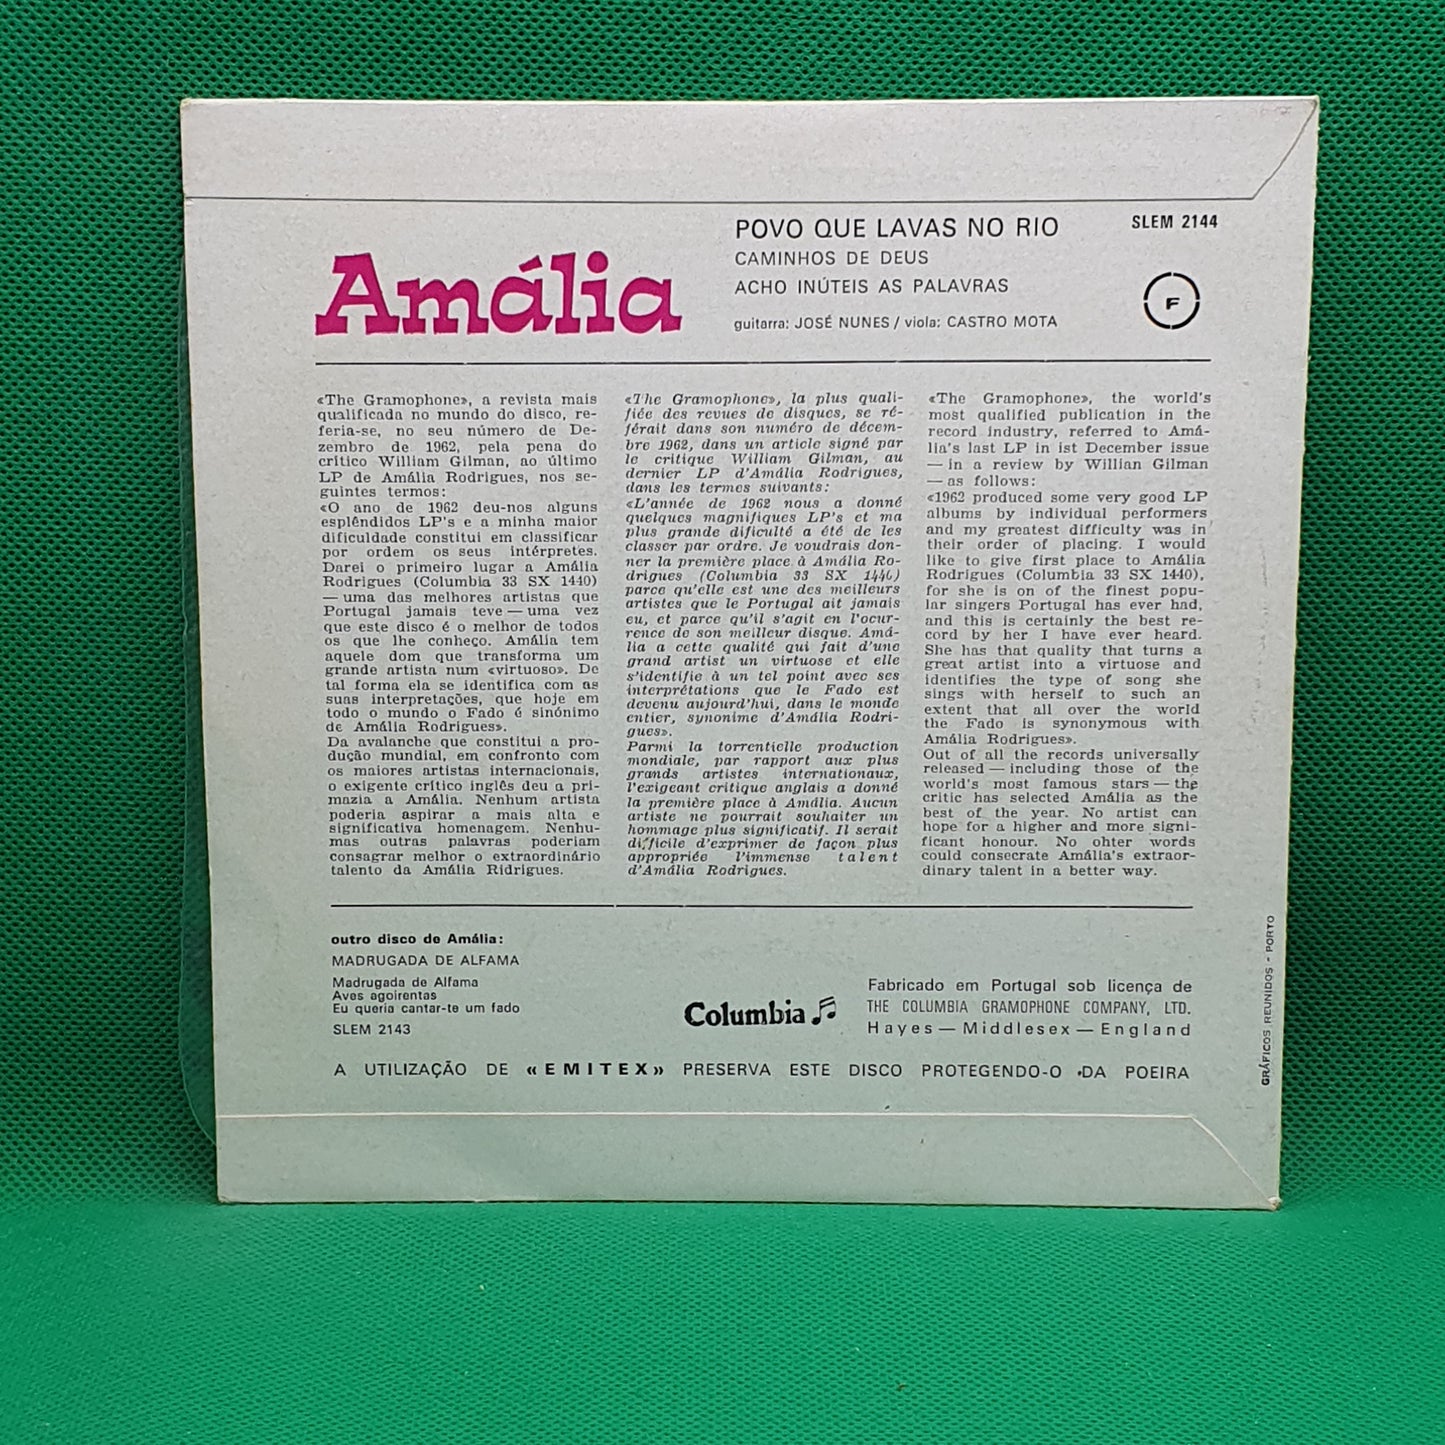 Amália
POVO QUE LAVAS NO RIO
CAMINHOS DE DEUS
ACHO INÚTEIS AS PALAVRAS
guitarra: JOSÉ NUNES / viola: CASTRO MOTA
SLEM 2144
F
«The Gramophone», a revista mais
qualificada no mundo do disco, re-
feria-se, no seu número de De-
zembro de 1962, pela pena do
crítico William Gilman, ao último
LP de Amália Rodrigues, nos se-
guintes termos:
«O ano de 1962 deu-nos alguns
esplêndidos LP's e a minha maior
dificuldade constitui em classificar
por ordem os seus intérpretes.
Darei o primeiro lugar a Amália
Rodrigues (Columbia 33 SX 1440)
— uma das melhores artistas que
Portugal jamais teve — uma vez
que este disco é o melhor de todos
os que lhe conheço. Amália tem
aquele dom que transforma um
grande artista num «virtuoso». De
tal forma ela se identifica com as
suas interpretações, que hoje em
todo o mundo o Fado é sinónimo
de Amália Rodrigues».
Da avalanche que constitui a pro-
dução mundial, em confronto com
os maiores artistas internacionais,
o exigente crítico inglês deu a pri-
mazia a Amália. Nenhum artista
poderia aspirar a mais alta e
significativa homenagem. Nenhu-
mas outras palavras poderiam
consagrar melhor o extraordinário
talento da Amália Ridrigues.
«The Gramophone», la plus quali-
fiée des revues de disques, se ré-
férait dans son numéro de décem-
bre 1962, dans un article signé par
le critique William Gilman, au
dernier LP d'Amália Rodrigues,
dans les termes suivants:
«L'année de 1962 nous a donné
quelques magnifiques LP's et ma
plus grande dificulté a été de les
classer par ordre. Je voudrais don-
ner la première place à Amália Ro-
drigues (Columbia 33 SX 1440)
parce qu'elle est une des meilleurs
artistes que le Portugal ait jamais
eu, et parce qu'il s'agit en l'ocur-
rence de son meilleur disque. Amá-
lia a cette qualité qui fait d'une
grand artist un virtuose et elle
s'identifie à un tel point avec ses
interprétations que le Fado est
devenu aujourd'hui, dans le monde
entier, synonime d'Amália Rodri-
gues».
Parmi la torrentielle production
mondiale, par rapport aux plus
grands artistes internationaux,
l'exigeant critique anglais a donné
la première place à Amália. Aucun
artiste ne pourrait souhaiter un
hommage plus significatif. Il serait
difficile d'exprimer de façon plus
appropriée l'immense talent
d'Amália Rodrigues.
«The Gramophone», the world's
most qualified publication in the
record industry, referred to Amá-
lia's last LP in ist December issue
— in a review by Willian Gilman
— as follows:
«1962 produced some very good LP
albums by individual performers
and my greatest difficulty was in
their order of placing. I would
like to give first place to Amália
Rodrigues (Columbia 33 SX 1440),
for she is on of the finest popu-
lar singers Portugal has ever had,
and this is certainly the best re-
cord by her I have ever heard.
She has that quality that turns a
great artist into a virtuose and
identifies the type of song she
sings with herself to such an
extent that all over the world
the Fado is synonymous with
Amália Rodrigues».
Out of all the records universally
released — including those of the
world's most famous stars — the
critic has selected Amália as the
best of the year. No artist can
hope for a higher and more signi-
ficant honour. No ohter words
could consecrate Amália's extraor-
dinary talent in a better way.
outro disco de Amália:
MADRUGADA DE ALFAMA
Madrugada de Alfama
Aves agoirentas
Eu queria cantar-te um fado
SLEM 2143
Columbia
Fabricado em Portugal sob licença de
THE COLUMBIA GRAMOPHONE COMPANY, LTD.
Hayes — Middlesex — England
A UTILIZAÇÃO DE «EMITEX» PRESERVA ESTE DISCO PROTEGENDO-O DA POEIRA
GRÁFICOS REUNIDOS - PORTO